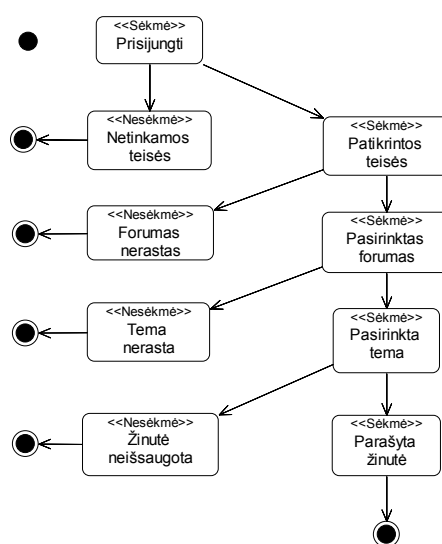 <<Sėkmė>>
Prisijungti
<<Nesėkmė>>
Netinkamos
teisės
<<Sėkmė>>
Patikrintos
teisės
<<Nesėkmė>>
Forumas
nerastas
<<Sėkmė>>
Pasirinktas
forumas
<<Nesėkmė>>
Tema
nerasta
<<Sėkmė>>
Pasirinkta
tema
<<Nesėkmė>>
Žinutė
neišsaugota
<<Sėkmė>>
Parašyta
žinutė